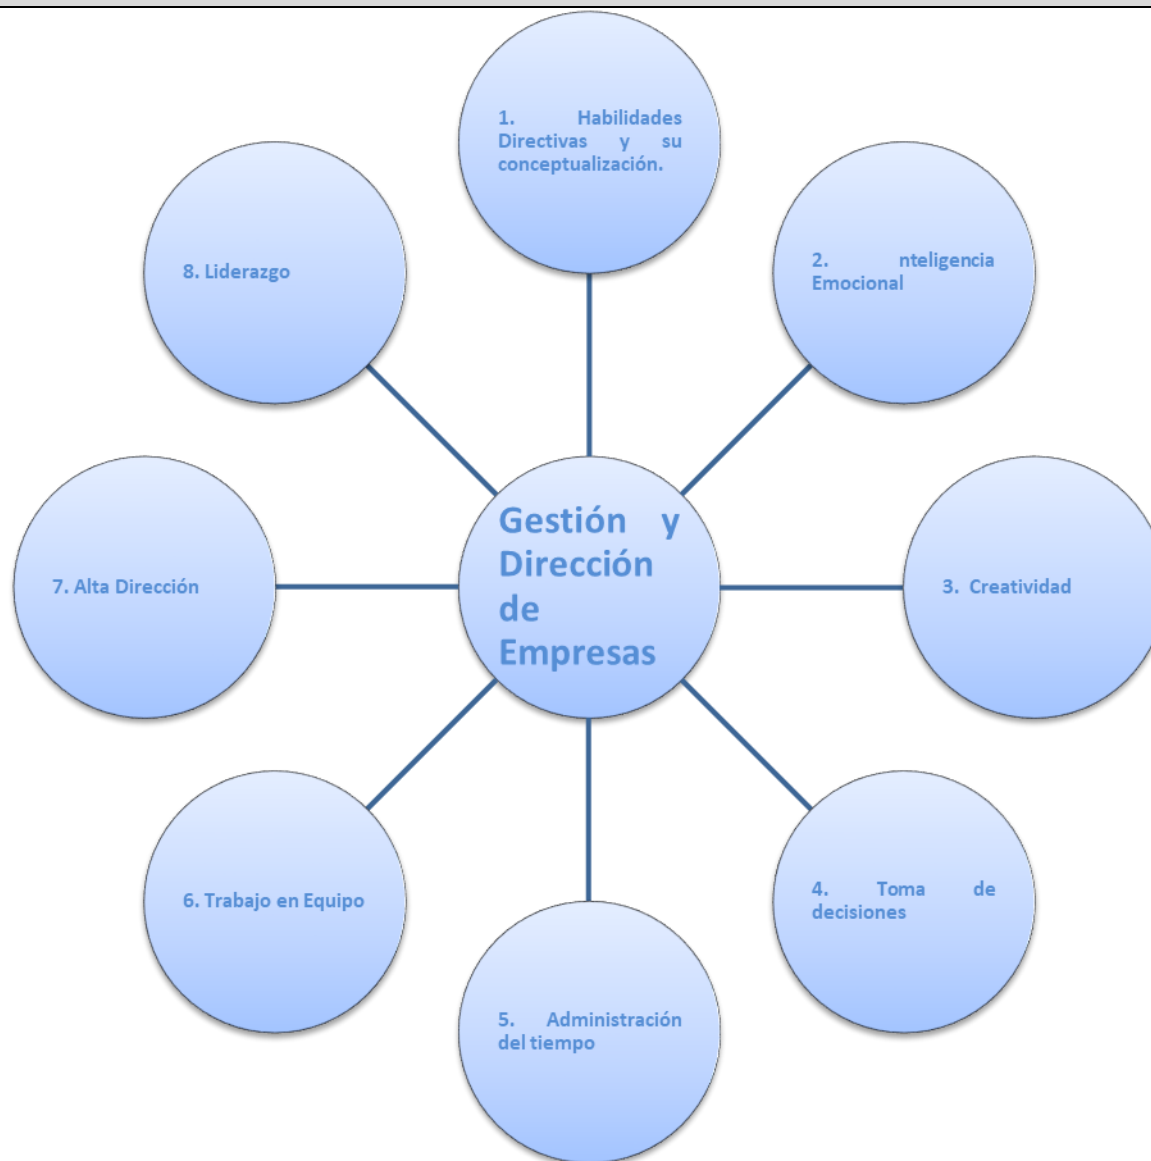 1. Habilidades
Directivas y su
conceptualización.
2. nteligencia
Emocional
3. Creatividad
4. Toma de
decisiones
5. Administración
del tiempo
6. Trabajo en Equipo
7. Alta Dirección
8. Liderazgo
Gestión y
Dirección
de
Empresas